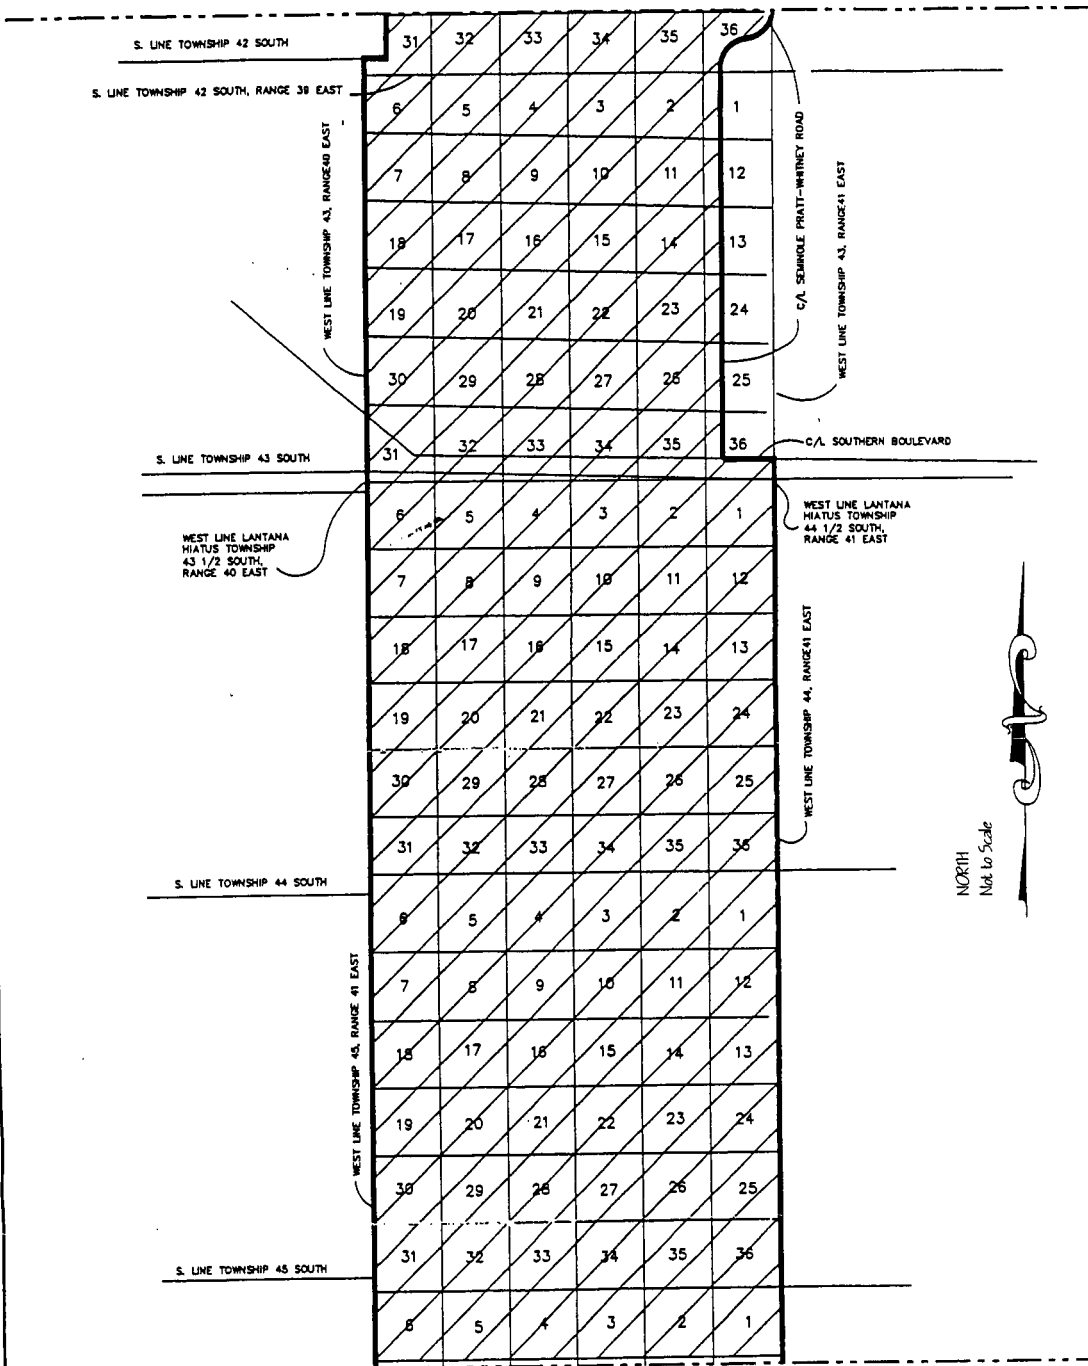 S. LINE TOWNSHIP 42 SOUTH
31 32 33 34 35 36
S. LINE TOWNSHIP 42 SOUTH, RANGE 39 EAST
6 5 4 3 2 1
WEST LINE TOWNSHIP 43, RANGE40 EAST
C/L SEMINOLE PRATT-WHITNEY ROAD
WEST LINE TOWNSHIP 43, RANGE41 EAST
7 8 9 10 11 12
18 17 16 15 14 13
19 20 21 22 23 24
30 29 28 27 26 25
31 32 33 34 35 36
C/L SOUTHERN BOULEVARD
S. LINE TOWNSHIP 43 SOUTH
WEST LINE LANTANA
HIATUS TOWNSHIP
44 1/2 SOUTH,
RANGE 41 EAST
6 5 4 3 2 1
WEST LINE LANTANA
HIATUS TOWNSHIP
43 1/2 SOUTH,
RANGE 40 EAST
7 8 9 10 11 12
18 17 16 15 14 13
WEST LINE TOWNSHIP 44, RANGE41 EAST
19 20 21 22 23 24
30 29 28 27 26 25
31 32 33 34 35 36
NORTH
Not to Scale
S. LINE TOWNSHIP 44 SOUTH
6 5 4 3 2 1
7 8 9 10 11 12
WEST LINE TOWNSHIP 45, RANGE 41 EAST
18 17 16 15 14 13
19 20 21 22 23 24
30 29 28 27 26 25
31 32 33 34 35 36
S. LINE TOWNSHIP 45 SOUTH
6 5 4 3 2 1